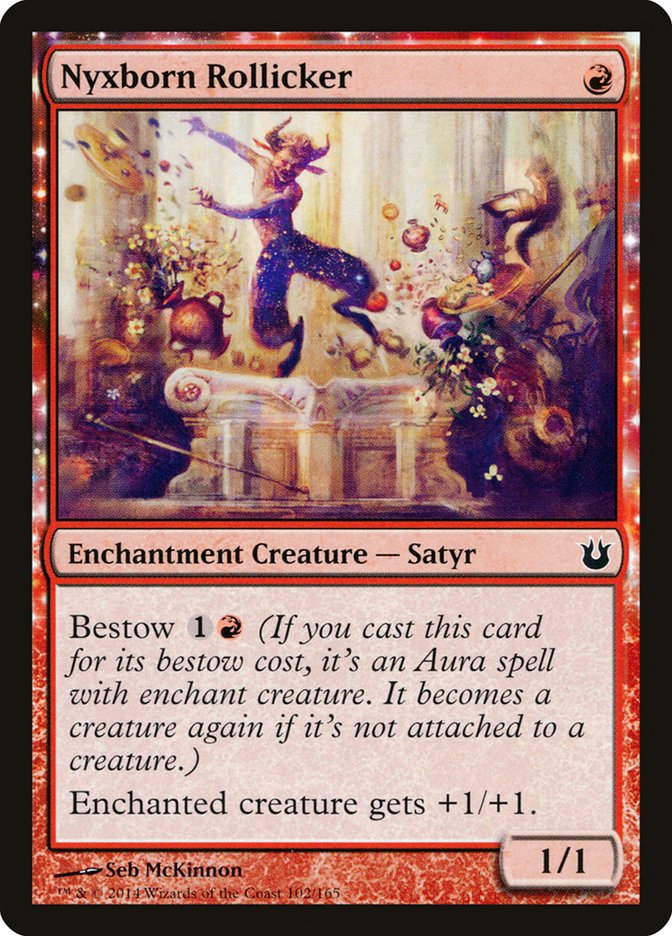 Nyxborn Rollicker
Enchantment Creature — Satyr
Bestow 1 (If you cast this card
for its bestow cost, it's an Aura spell
with enchant creature. It becomes a
creature again if it's not attached to a
creature.)
Enchanted creature gets +1/+1.
1/1
Seb McKinnon
™ & © 2014 Wizards of the Coast 102/165